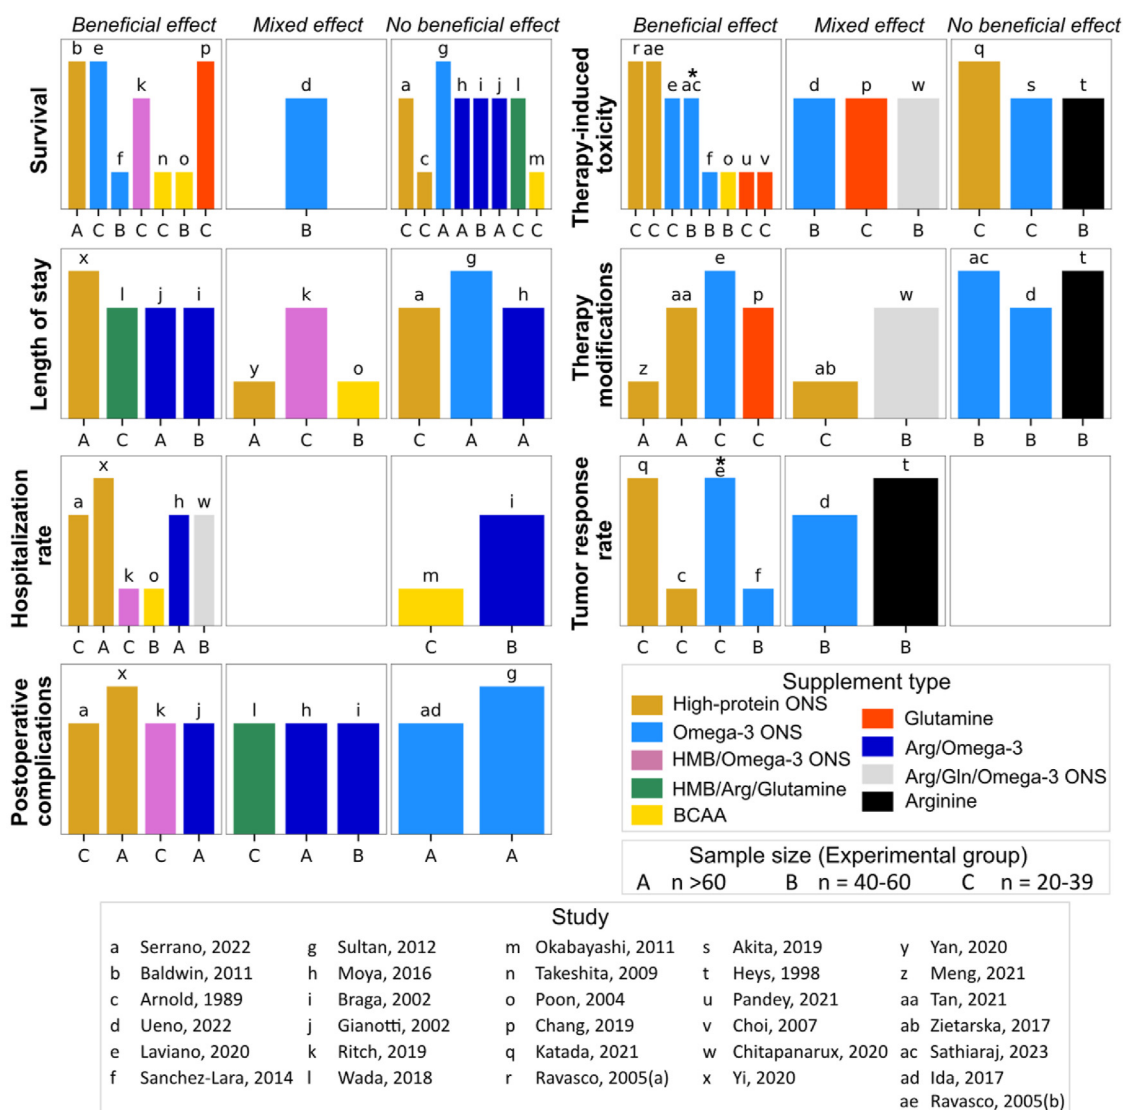 Beneficial effect Mixed effect No beneficial effect Beneficial effect Mixed effect No beneficial effect
Survival
b e f k n o p
A C B C C C C
d
B
a c g h i j l m
C C A A B A C C
Therapy-induced
toxicity
r ae e * ac f o u v
C C C B B B C C
d p w
B C B
q s t
C C B
Length of stay
x l j i
A C A B
y k o
A C B
a g h
C A A
Therapy
modifications
z aa e p
A A C C
ab w
C B
ac d t
B B B
Hospitalization
rate
a x k o h w
C A C B A B
m i
C B
Tumor response
rate
q c * e f
C C C B
d t
B B
Postoperative
complications
a x k j
C A C A
l h i
C A B
ad g
A A
Supplement type
High-protein ONS
Omega-3 ONS
HMB/Omega-3 ONS
HMB/Arg/Glutamine
BCAA
Glutamine
Arg/Omega-3
Arg/Gln/Omega-3 ONS
Arginine
Sample size (Experimental group)
A n >60 B n = 40-60 C n = 20-39
Study
a Serrano, 2022 g Sultan, 2012 m Okabayashi, 2011 s Akita, 2019 y Yan, 2020
b Baldwin, 2011 h Moya, 2016 n Takeshita, 2009 t Heys, 1998 z Meng, 2021
c Arnold, 1989 i Braga, 2002 o Poon, 2004 u Pandey, 2021 aa Tan, 2021
d Ueno, 2022 j Gianotti, 2002 p Chang, 2019 v Choi, 2007 ab Zietarska, 2017
e Laviano, 2020 k Ritch, 2019 q Katada, 2021 w Chitapanarux, 2020 ac Sathiaraj, 2023
f Sanchez-Lara, 2014 l Wada, 2018 r Ravasco, 2005(a) x Yi, 2020 ad Ida, 2017
ae Ravasco, 2005(b)